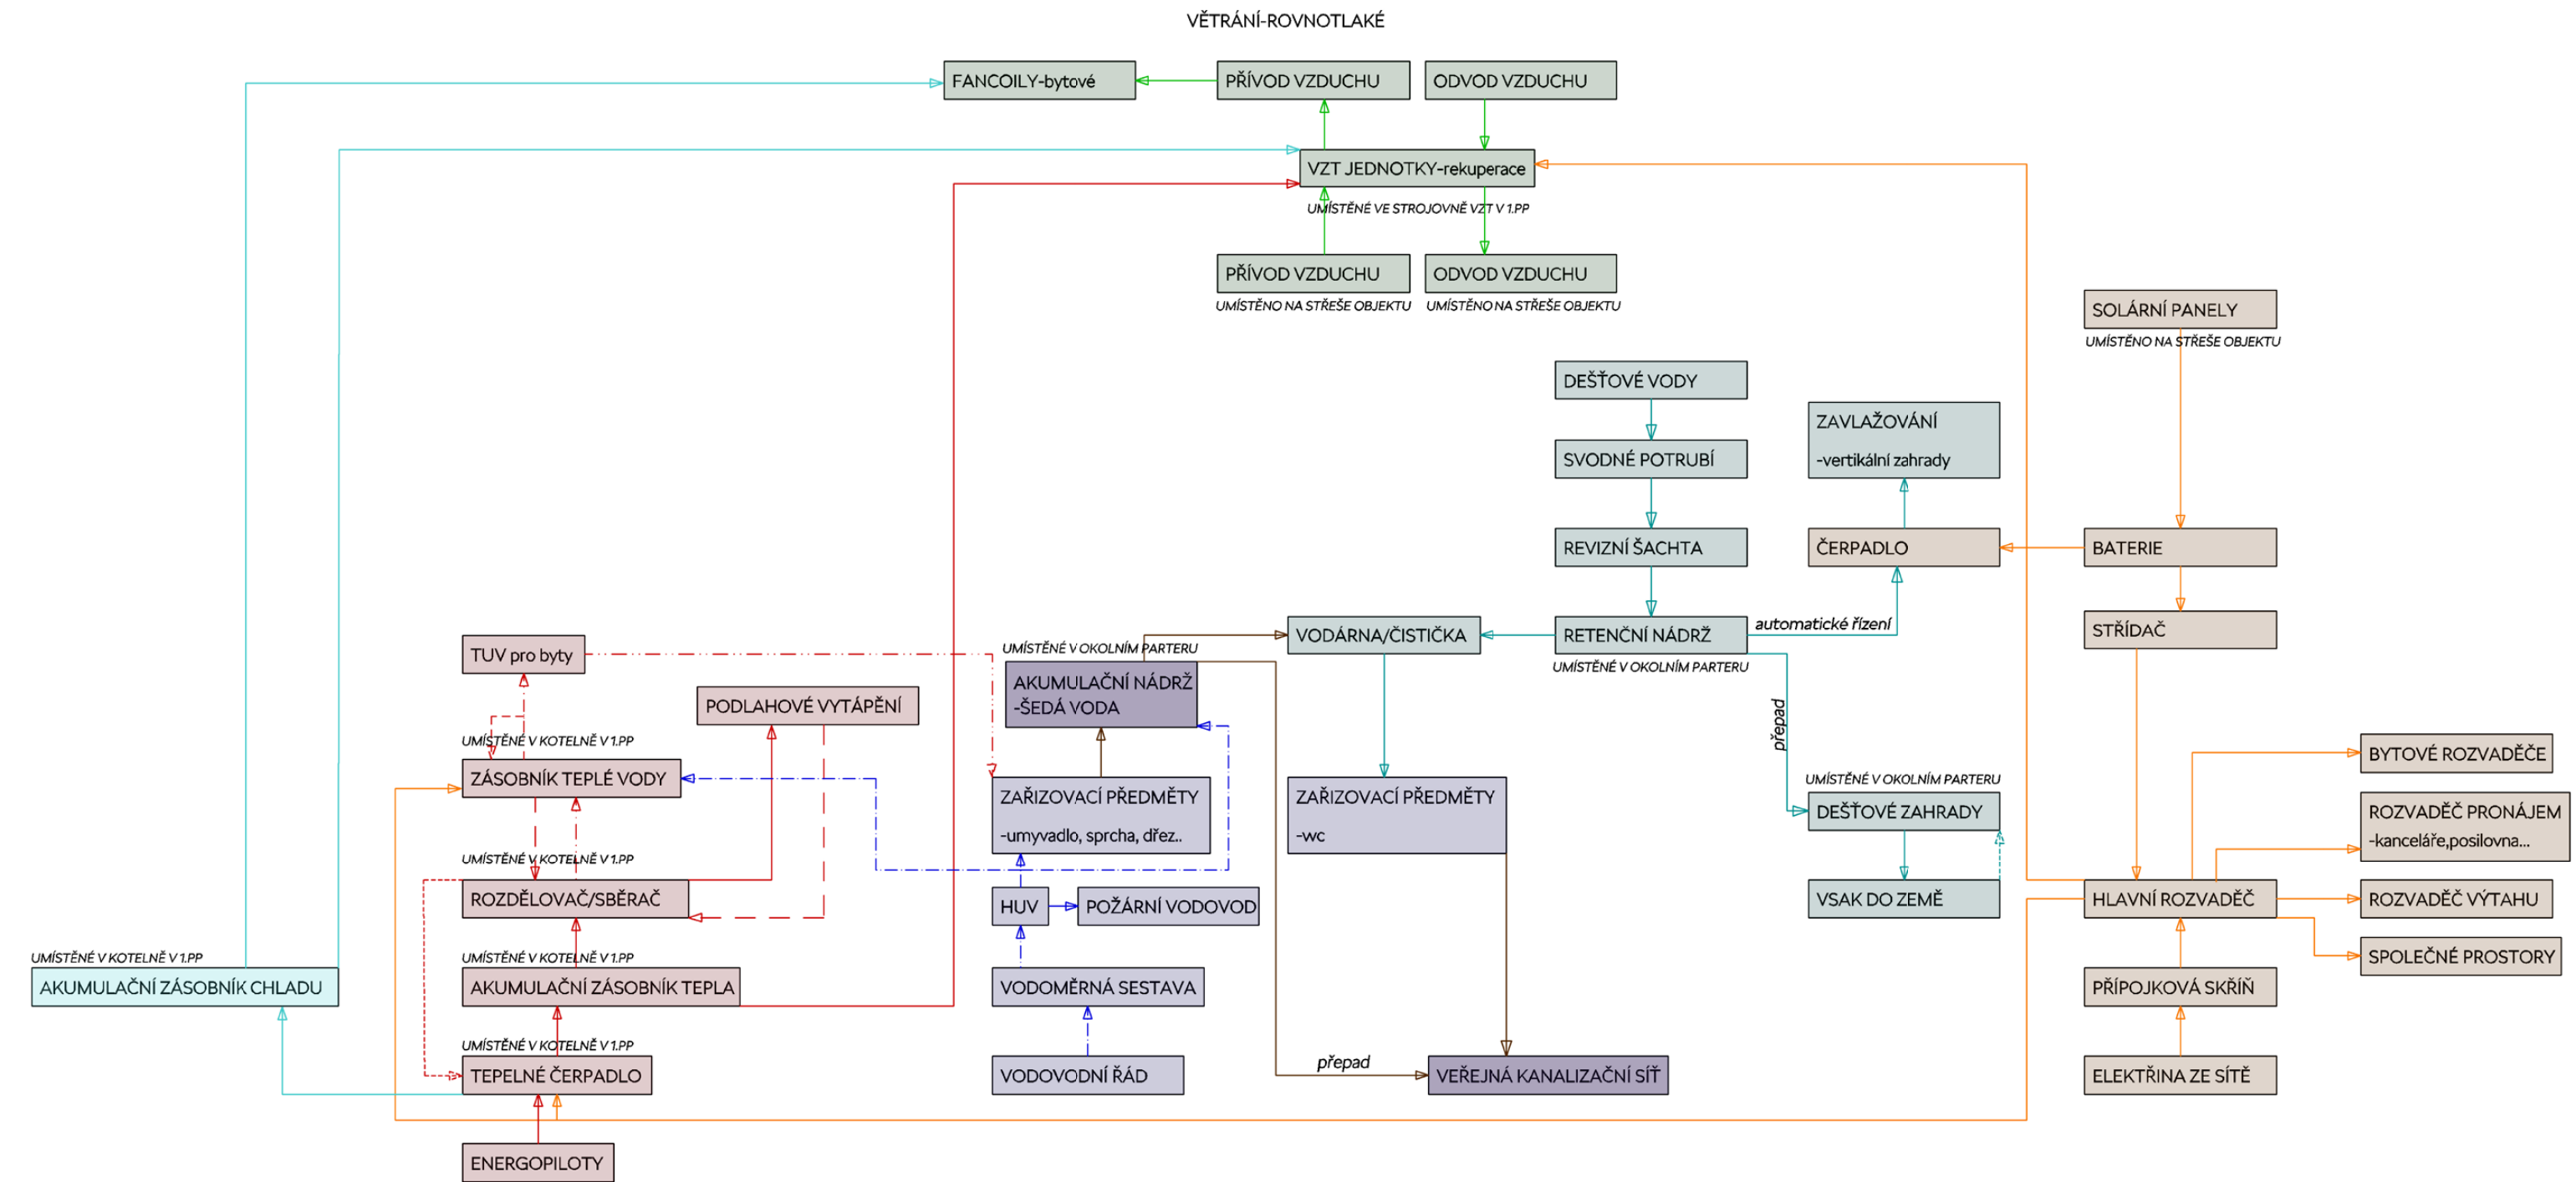 VĚTRÁNÍ-ROVNOTLAKÉ
FANCOILY-bytové
PŘÍVOD VZDUCHU
ODVOD VZDUCHU
VZT JEDNOTKY-rekuperace
UMÍSTĚNÉ VE STROJOVNĚ VZT V 1.PP
PŘÍVOD VZDUCHU
ODVOD VZDUCHU
UMÍSTĚNO NA STŘEŠE OBJEKTU
UMÍSTĚNO NA STŘEŠE OBJEKTU
SOLÁRNÍ PANELY
UMÍSTĚNO NA STŘEŠE OBJEKTU
DEŠŤOVÉ VODY
ZAVLAŽOVÁNÍ
-vertikální zahrady
SVODNÉ POTRUBÍ
REVIZNÍ ŠACHTA
ČERPADLO
BATERIE
VODÁRNA/ČISTIČKA
RETENČNÍ NÁDRŽ
automatické řízení
STŘÍDAČ
UMÍSTĚNÉ V OKOLNÍM PARTERU
UMÍSTĚNÉ V OKOLNÍM PARTERU
TUV pro byty
AKUMULAČNÍ NÁDRŽ
-ŠEDÁ VODA
PODLAHOVÉ VYTÁPĚNÍ
přepad
UMÍSTĚNÉ V KOTELNĚ V 1.PP
ZÁSOBNÍK TEPLÉ VODY
BYTOVÉ ROZVADĚČE
UMÍSTĚNÉ V OKOLNÍM PARTERU
ZAŘIZOVACÍ PŘEDMĚTY
-umyvadlo, sprcha, dřez..
ZAŘIZOVACÍ PŘEDMĚTY
-wc
DEŠŤOVÉ ZAHRADY
ROZVADĚČ PRONÁJEM
-kanceláře,posilovna...
UMÍSTĚNÉ V KOTELNĚ V 1.PP
ROZDĚLOVAČ/SBĚRAČ
HUV
POŽÁRNÍ VODOVOD
VSAK DO ZEMĚ
HLAVNÍ ROZVADĚČ
ROZVADĚČ VÝTAHU
UMÍSTĚNÉ V KOTELNĚ V 1.PP
UMÍSTĚNÉ V KOTELNĚ V 1.PP
SPOLEČNÉ PROSTORY
AKUMULAČNÍ ZÁSOBNÍK CHLADU
AKUMULAČNÍ ZÁSOBNÍK TEPLA
VODOMĚRNÁ SESTAVA
PŘÍPOJKOVÁ SKŘÍŇ
UMÍSTĚNÉ V KOTELNĚ V 1.PP
přepad
TEPELNÉ ČERPADLO
VODOVODNÍ ŘÁD
VEŘEJNÁ KANALIZAČNÍ SÍŤ
ELEKTŘINA ZE SÍTĚ
ENERGOPILOTY